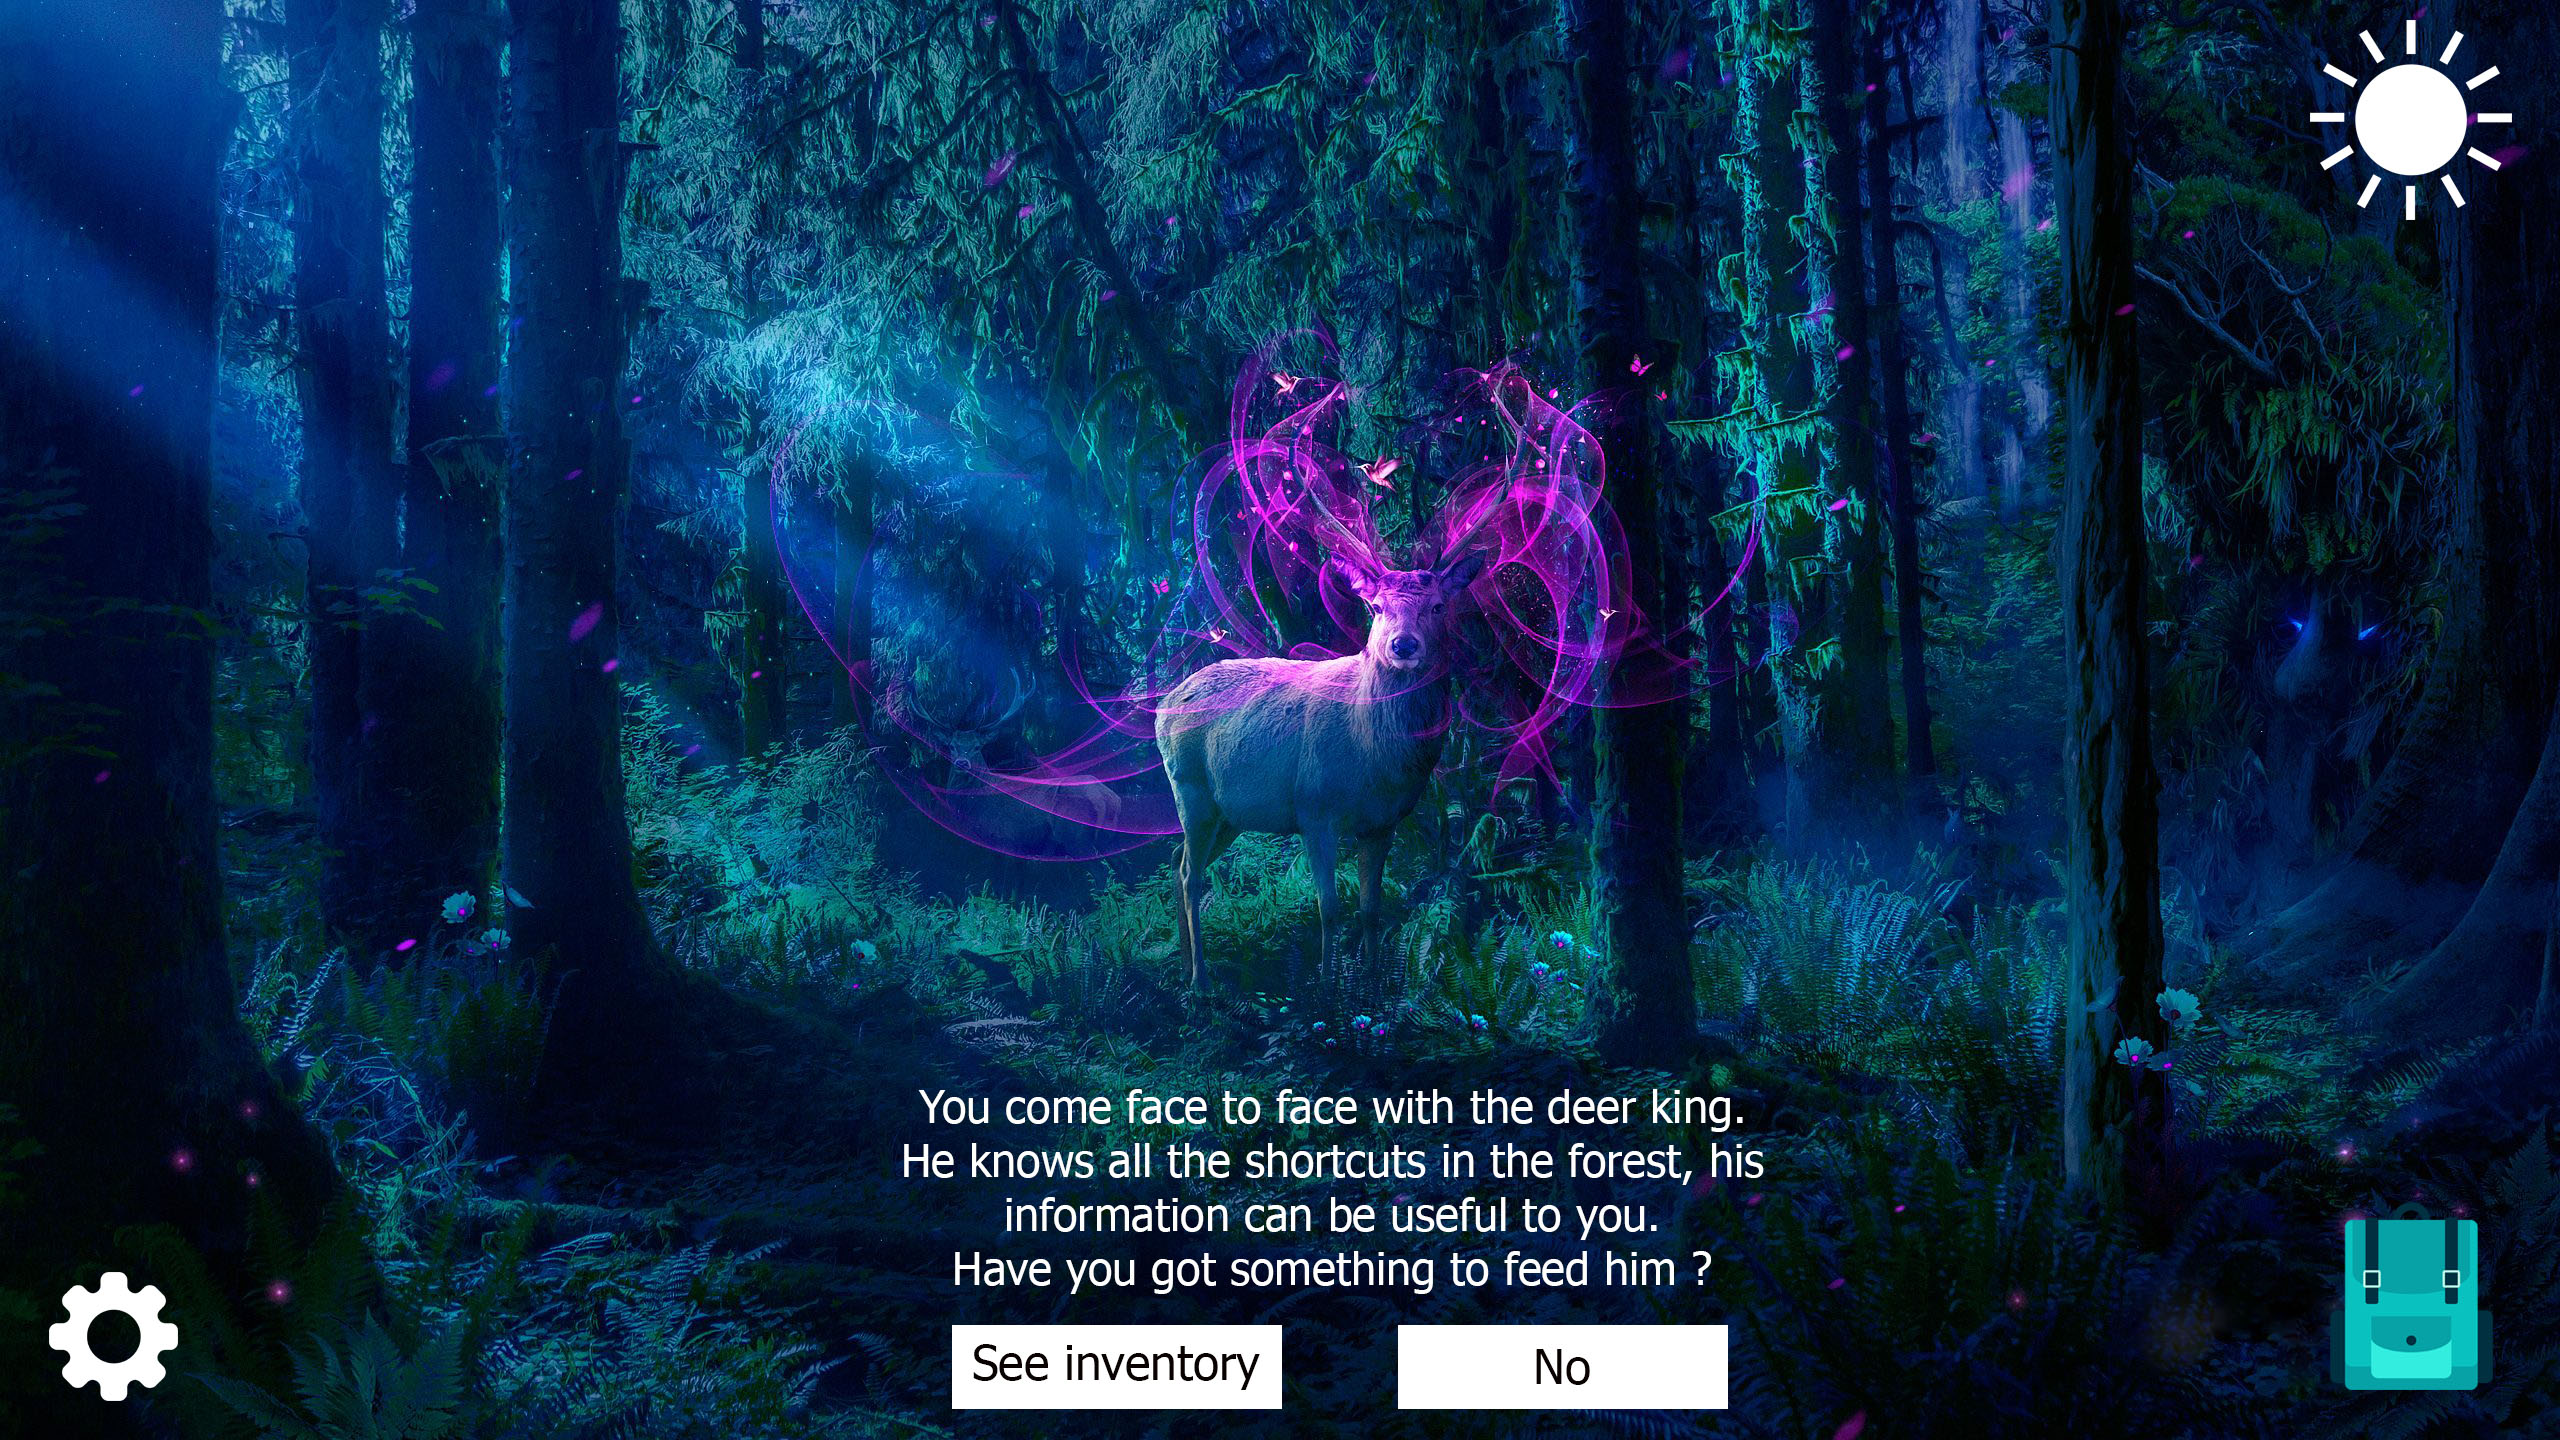 You come face to face with the deer king.
He knows all the shortcuts in the forest, his
information can be useful to you.
Have you got something to feed him ?
See inventory
No